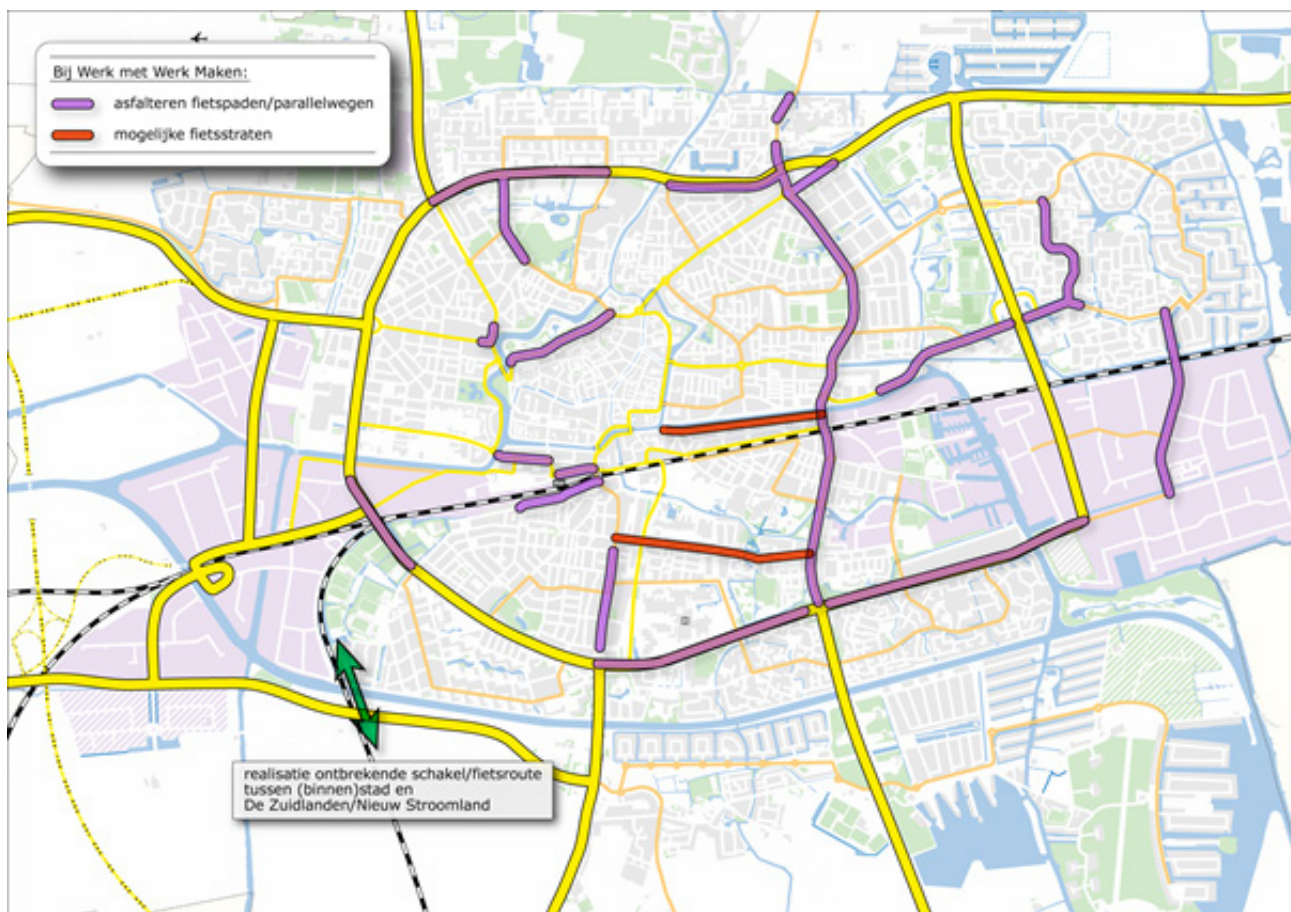 Bij Werk met Werk Maken:
asfalteren fietspaden/parallelwegen
mogelijke fietsstraten
realisatie ontbrekende schakel/fietsroute
tussen (binnen)stad en
De Zuidlanden/Nieuw Stroomland